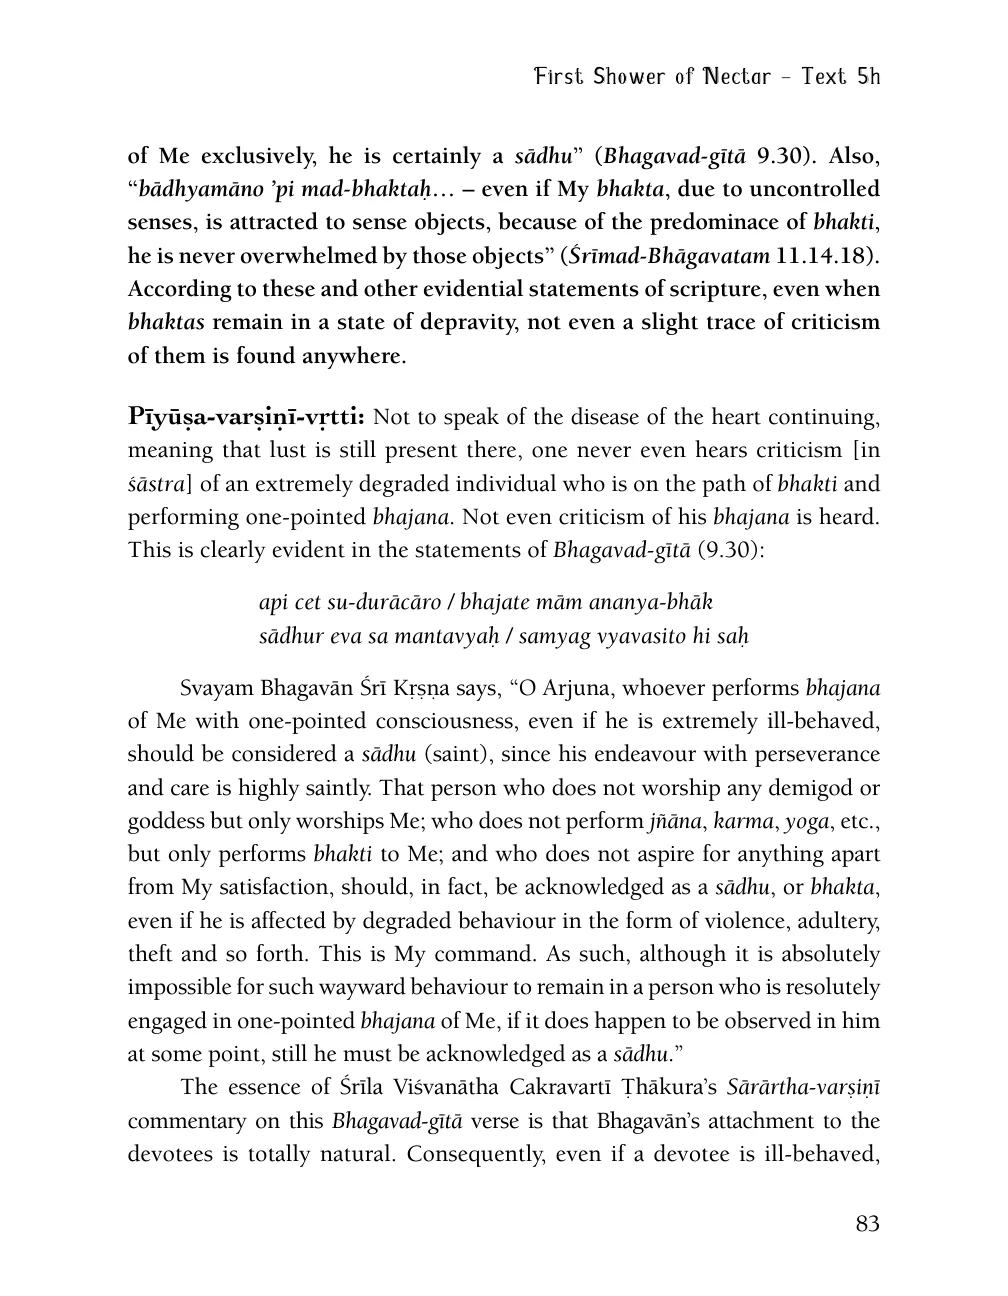 First Shower of Nectar – Text 5h
of Me exclusively, he is certainly a sādhu” (Bhagavad-gītā 9.30). Also,
“bādhyamāno ’pi mad-bhaktaḥ… – even if My bhakta, due to uncontrolled
senses, is attracted to sense objects, because of the predominace of bhakti,
he is never overwhelmed by those objects” (Śrīmad-Bhāgavatam 11.14.18).
According to these and other evidential statements of scripture, even when
bhaktas remain in a state of depravity, not even a slight trace of criticism
of them is found anywhere.
Pīyūṣa-varṣiṇī-vṛtti: Not to speak of the disease of the heart continuing,
meaning that lust is still present there, one never even hears criticism [in
śāstra] of an extremely degraded individual who is on the path of bhakti and
performing one-pointed bhajana. Not even criticism of his bhajana is heard.
This is clearly evident in the statements of Bhagavad-gītā (9.30):
api cet su-durācāro / bhajate mām ananya-bhāk
sādhur eva sa mantavyaḥ / samyag vyavasito hi saḥ
Svayam Bhagavān Śrī Kṛṣṇa says, “O Arjuna, whoever performs bhajana
of Me with one-pointed consciousness, even if he is extremely ill-behaved,
should be considered a sādhu (saint), since his endeavour with perseverance
and care is highly saintly. That person who does not worship any demigod or
goddess but only worships Me; who does not perform jñāna, karma, yoga, etc.,
but only performs bhakti to Me; and who does not aspire for anything apart
from My satisfaction, should, in fact, be acknowledged as a sādhu, or bhakta,
even if he is affected by degraded behaviour in the form of violence, adultery,
theft and so forth. This is My command. As such, although it is absolutely
impossible for such wayward behaviour to remain in a person who is resolutely
engaged in one-pointed bhajana of Me, if it does happen to be observed in him
at some point, still he must be acknowledged as a sādhu.”
The essence of Śrīla Viśvanātha Cakravartī Ṭhākura’s Sārārtha-varṣiṇī
commentary on this Bhagavad-gītā verse is that Bhagavān’s attachment to the
devotees is totally natural. Consequently, even if a devotee is ill-behaved,
83